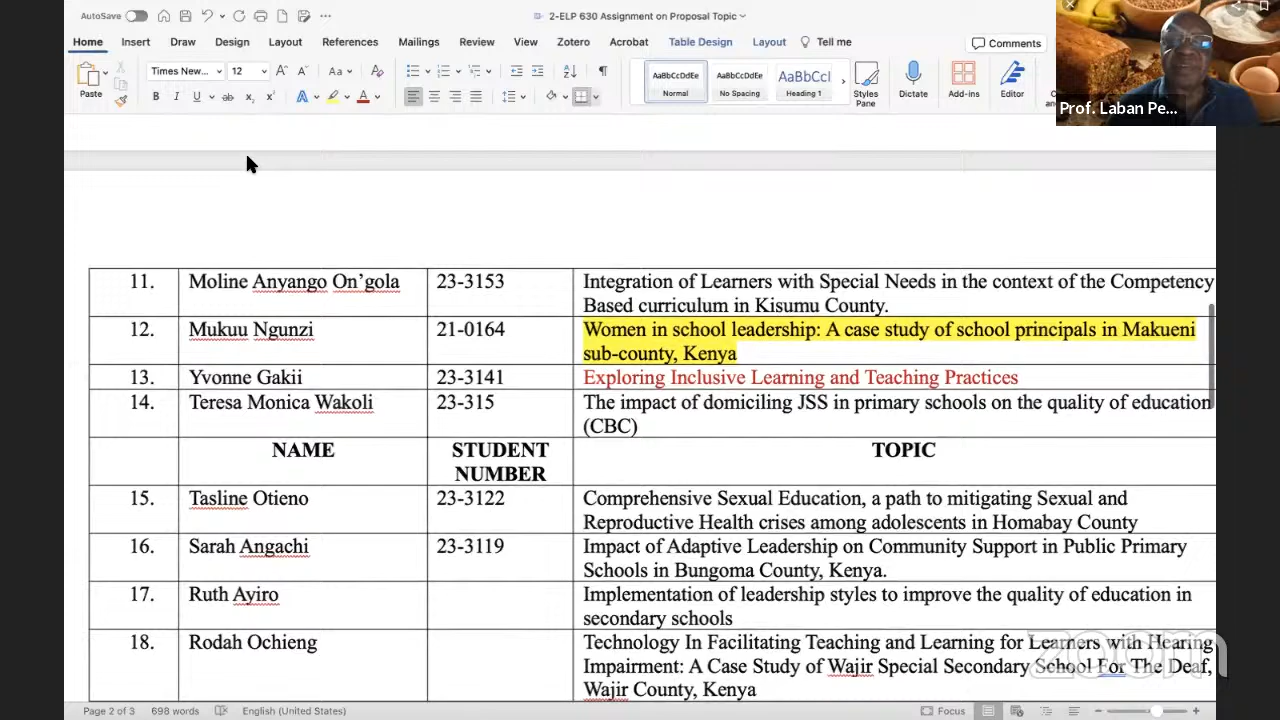 AutoSave
2-ELP 630 Assignment on Proposal Topic
Home Insert Draw Design Layout References Mailings Review View Zotero Acrobat Table Design Layout Tell me
Comments
Paste
Times New...
12
Aa
B I U ab x x
AaBbCcDdEe
Normal
AaBbCcDdEe
No Spacing
AaBbCcI
Heading 1
Styles
Pane
Dictate
Add-ins
Editor
Prof. Laban Pe...
11. Moline Anyango On’gola 23-3153 Integration of Learners with Special Needs in the context of the Competency
Based curriculum in Kisumu County.
12. Mukuu Ngunzi 21-0164 Women in school leadership: A case study of school principals in Makueni
sub-county, Kenya
13. Yvonne Gakii 23-3141 Exploring Inclusive Learning and Teaching Practices
14. Teresa Monica Wakoli 23-315 The impact of domiciling JSS in primary schools on the quality of education
(CBC)
NAME STUDENT TOPIC
NUMBER
15. Tasline Otieno 23-3122 Comprehensive Sexual Education, a path to mitigating Sexual and
Reproductive Health crises among adolescents in Homabay County
16. Sarah Angachi 23-3119 Impact of Adaptive Leadership on Community Support in Public Primary
Schools in Bungoma County, Kenya.
17. Ruth Ayiro Implementation of leadership styles to improve the quality of education in
secondary schools
18. Rodah Ochieng Technology In Facilitating Teaching and Learning for Learners with Hearing
Impairment: A Case Study of Wajir Special Secondary School For The Deaf,
Wajir County, Kenya
zoom
Page 2 of 3 698 words English (United States) Focus